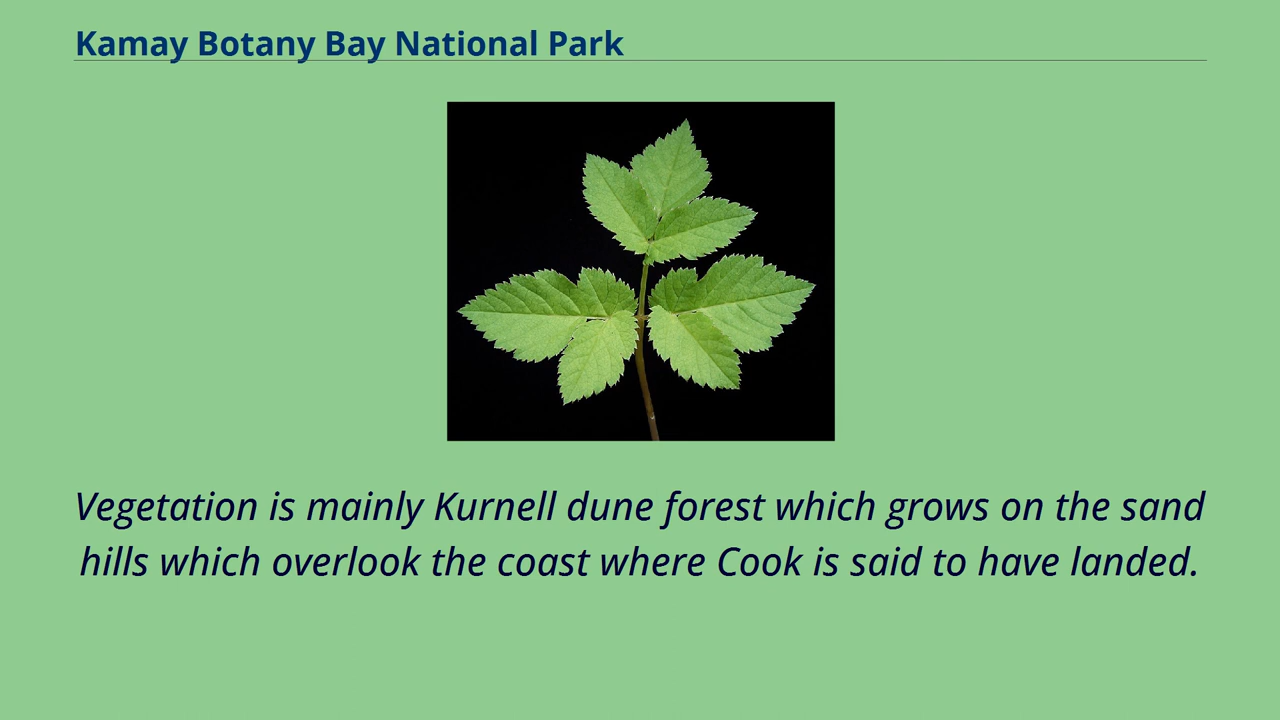 Kamay Botany Bay National Park
Vegetation is mainly Kurnell dune forest which grows on the sand
hills which overlook the coast where Cook is said to have landed.